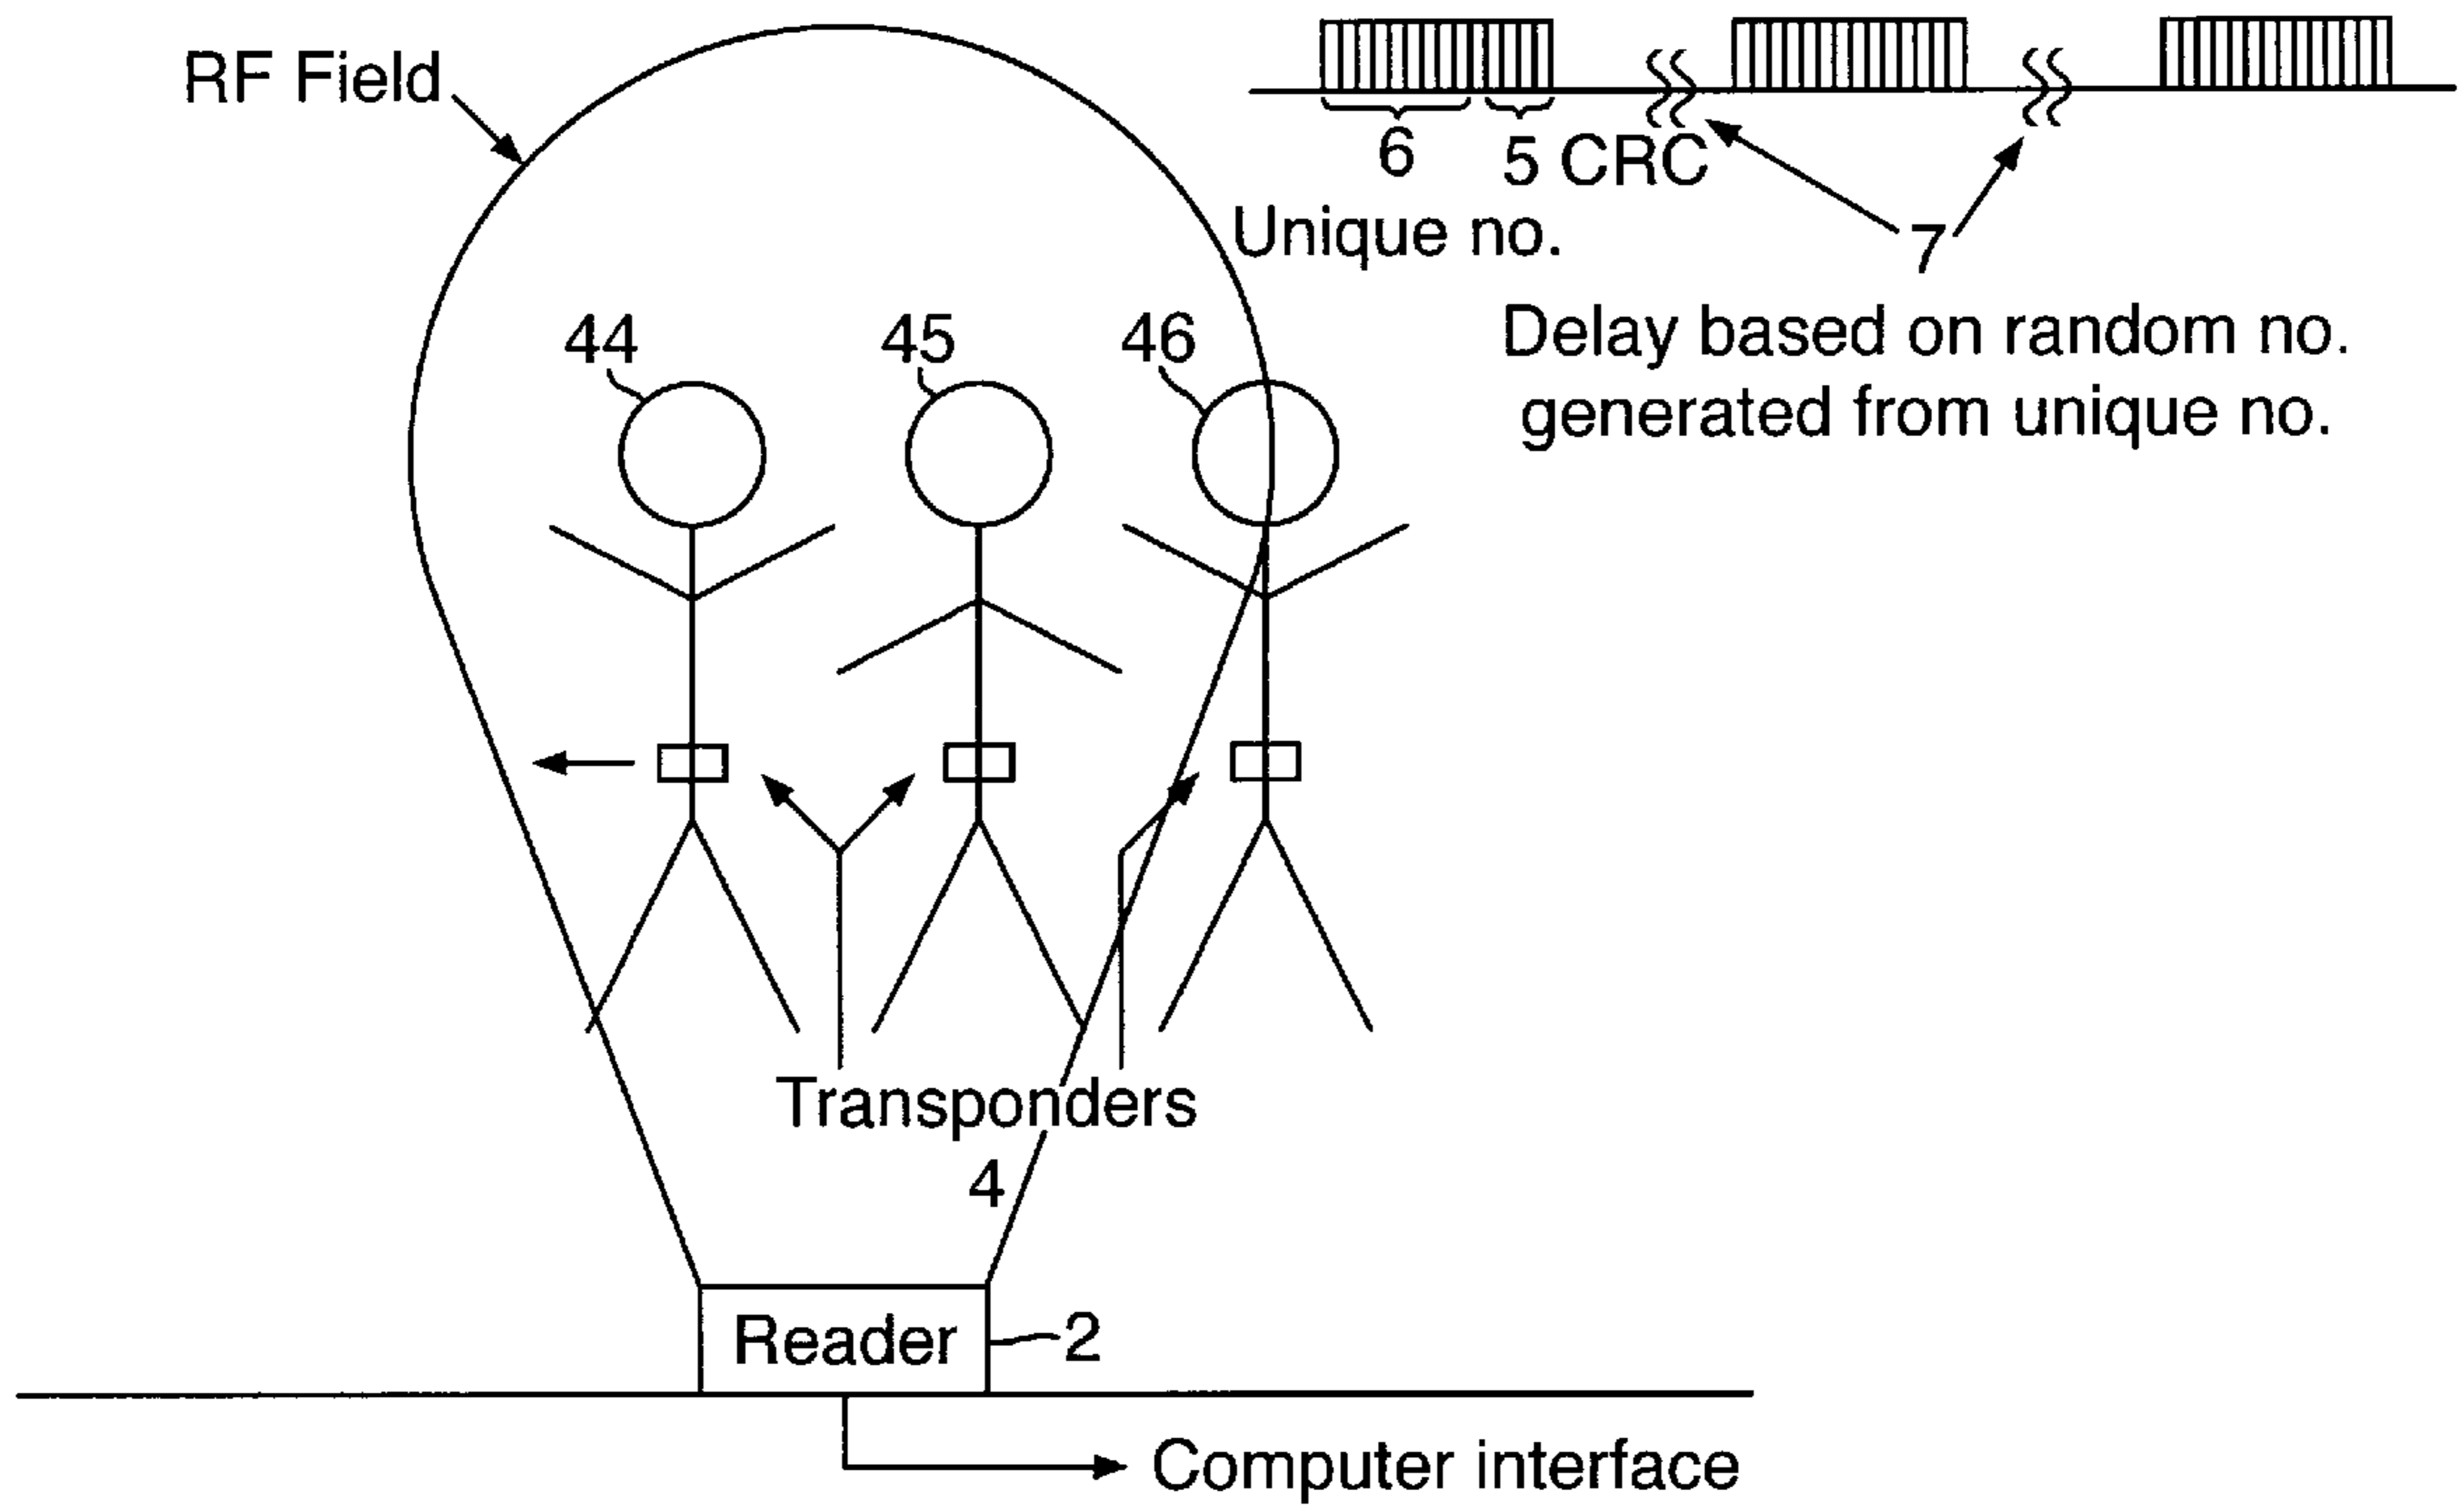 RF Field
6
5 CRC
Unique no.
7
Delay based on random no.
generated from unique no.
44
45
46
Transponders
4
Reader
2
Computer interface